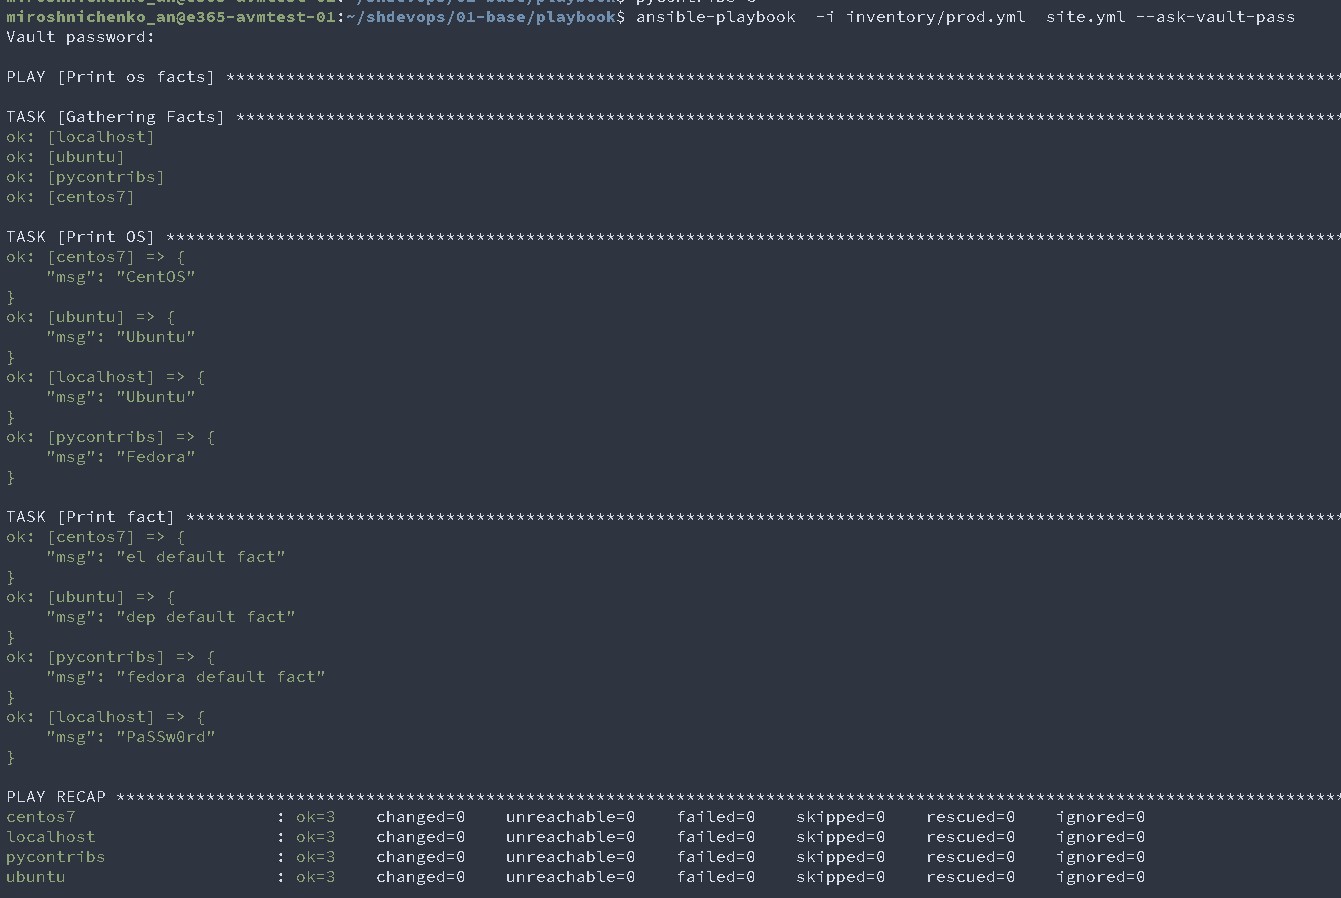 miroshnichenko_an@e365-avmtest-01:~/shdevops/01-base/playbook$ ansible-playbook  -i inventory/prod.yml  site.yml --ask-vault-pass
Vault password:
PLAY [Print os facts] ****************************************************************************************************************
TASK [Gathering Facts] ***************************************************************************************************************
ok: [localhost]
ok: [ubuntu]
ok: [pycontribs]
ok: [centos7]
TASK [Print OS] **********************************************************************************************************************
ok: [centos7] => {
    "msg": "CentOS"
}
ok: [ubuntu] => {
    "msg": "Ubuntu"
}
ok: [localhost] => {
    "msg": "Ubuntu"
}
ok: [pycontribs] => {
    "msg": "Fedora"
}
TASK [Print fact] ********************************************************************************************************************
ok: [centos7] => {
    "msg": "el default fact"
}
ok: [ubuntu] => {
    "msg": "dep default fact"
}
ok: [pycontribs] => {
    "msg": "fedora default fact"
}
ok: [localhost] => {
    "msg": "PaSSw0rd"
}
PLAY RECAP ***************************************************************************************************************************
centos7                    : ok=3    changed=0    unreachable=0    failed=0    skipped=0    rescued=0    ignored=0
localhost                  : ok=3    changed=0    unreachable=0    failed=0    skipped=0    rescued=0    ignored=0
pycontribs                 : ok=3    changed=0    unreachable=0    failed=0    skipped=0    rescued=0    ignored=0
ubuntu                     : ok=3    changed=0    unreachable=0    failed=0    skipped=0    rescued=0    ignored=0